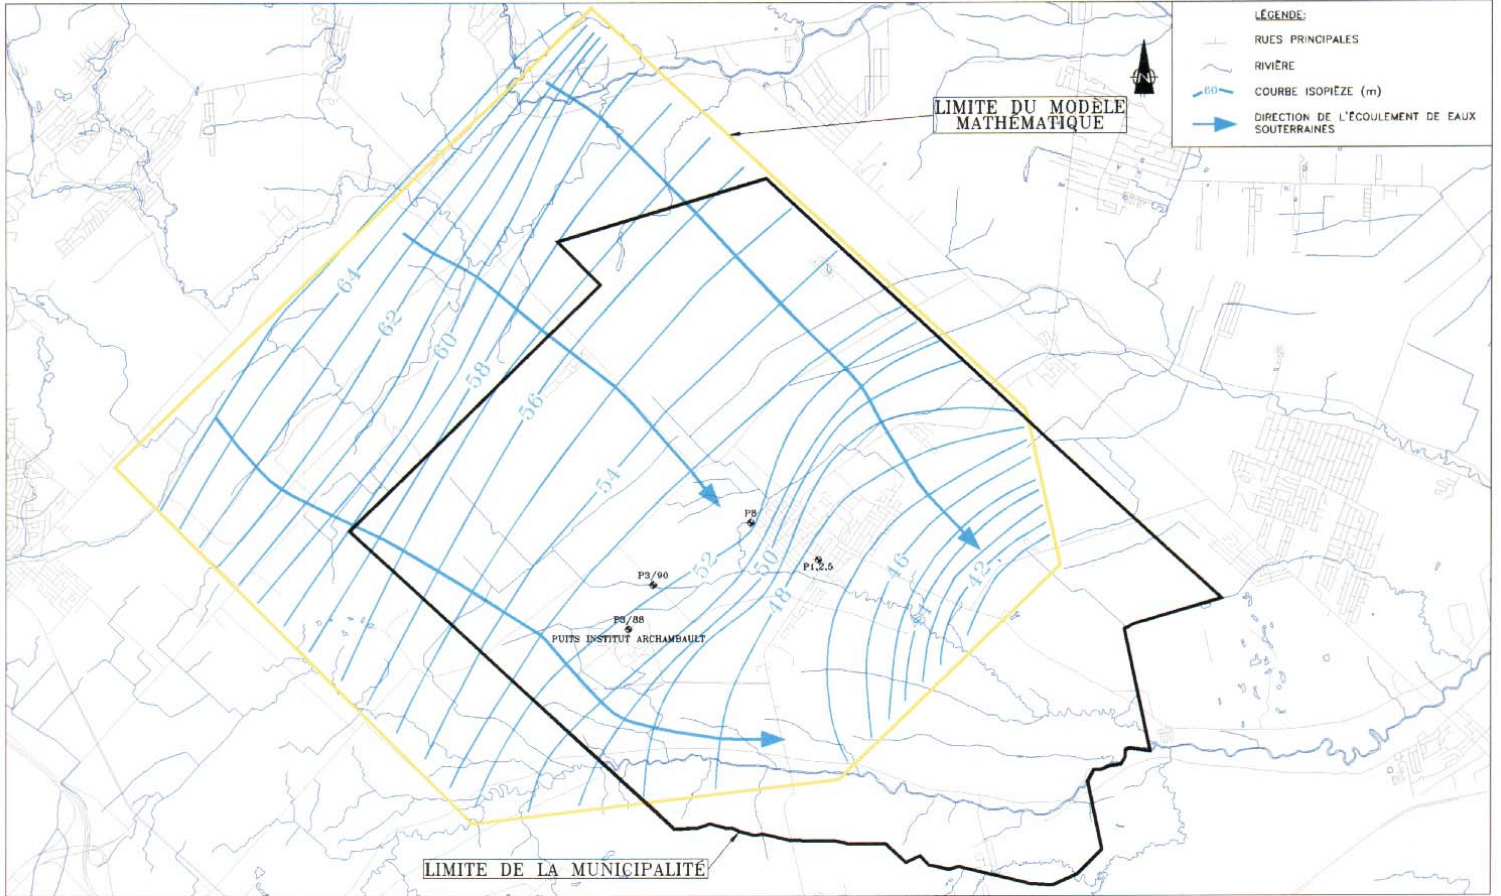 LÉGENDE:
RUES PRINCIPALES
RIVIÈRE
60 COURBE ISOPIÈZE (m)
DIRECTION DE L'ÉCOULEMENT DE EAUX
SOUTERRAINES
N
LIMITE DU MODÈLE
MATHÉMATIQUE
64
62
60
58
56
54
52
50
48
46
44
42
P8
P1,2,5
P3/90
P3/88
PUITS INSTITUT ARCHAMBAULT
LIMITE DE LA MUNICIPALITÉ